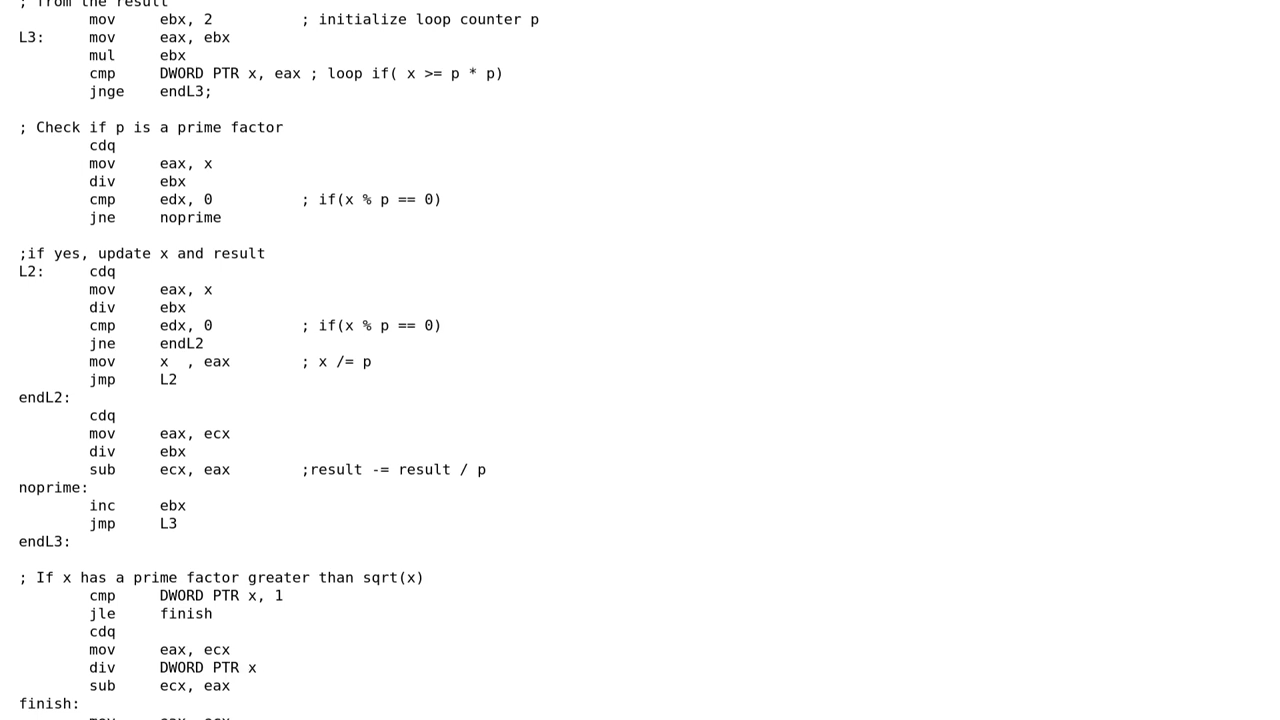 ; from the result
        mov     ebx, 2          ; initialize loop counter p
L3:     mov     eax, ebx
        mul     ebx
        cmp     DWORD PTR x, eax ; loop if( x >= p * p)
        jnge    endL3;

; Check if p is a prime factor
        cdq
        mov     eax, x
        div     ebx
        cmp     edx, 0          ; if(x % p == 0)
        jne     noprime

;if yes, update x and result
L2:     cdq
        mov     eax, x
        div     ebx
        cmp     edx, 0          ; if(x % p == 0)
        jne     endL2
        mov     x  , eax        ; x /= p
        jmp     L2
endL2:
        cdq
        mov     eax, ecx
        div     ebx
        sub     ecx, eax        ;result -= result / p
noprime:
        inc     ebx
        jmp     L3
endL3:

; If x has a prime factor greater than sqrt(x)
        cmp     DWORD PTR x, 1
        jle     finish
        cdq
        mov     eax, ecx
        div     DWORD PTR x
        sub     ecx, eax
finish: